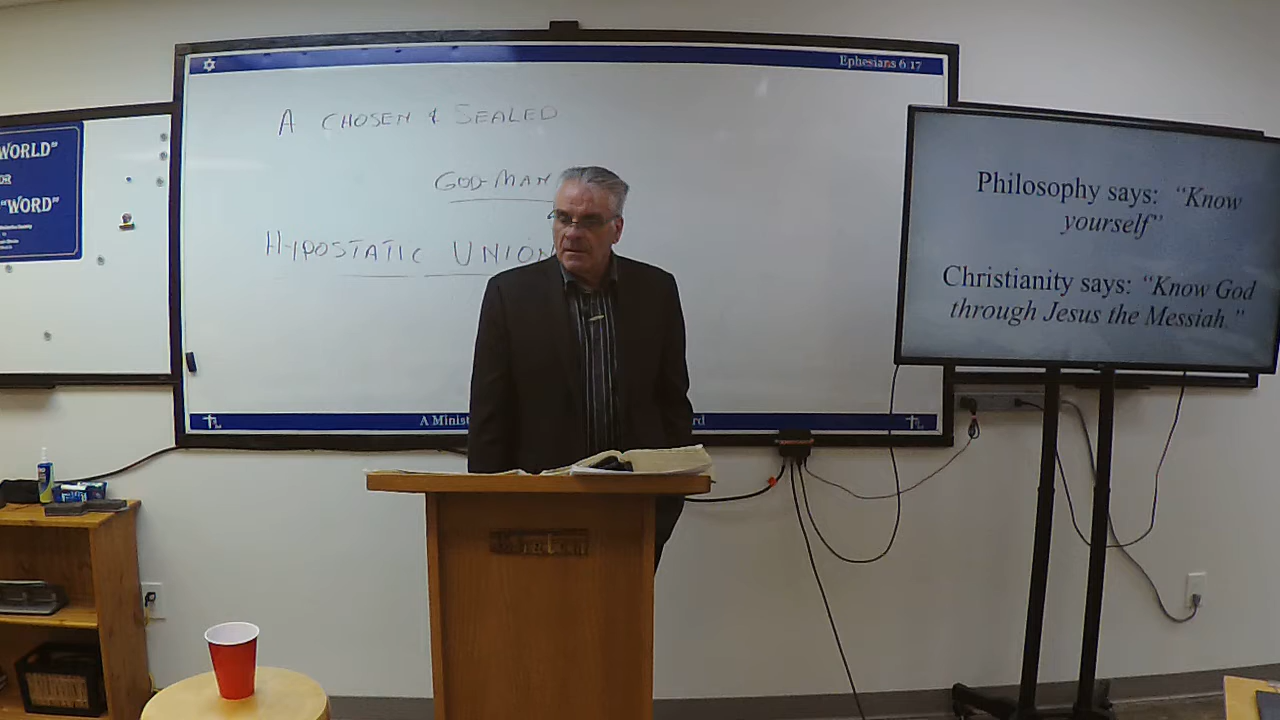 Ephesians 6:17
A CHOSEN & SEALED
GOD-MAN
HYPOSTATIC UNION
WORLD"
OR
"WORD"
Philosophy says: "Know
yourself"
Christianity says: "Know God
through Jesus the Messiah."
A Minist
rd